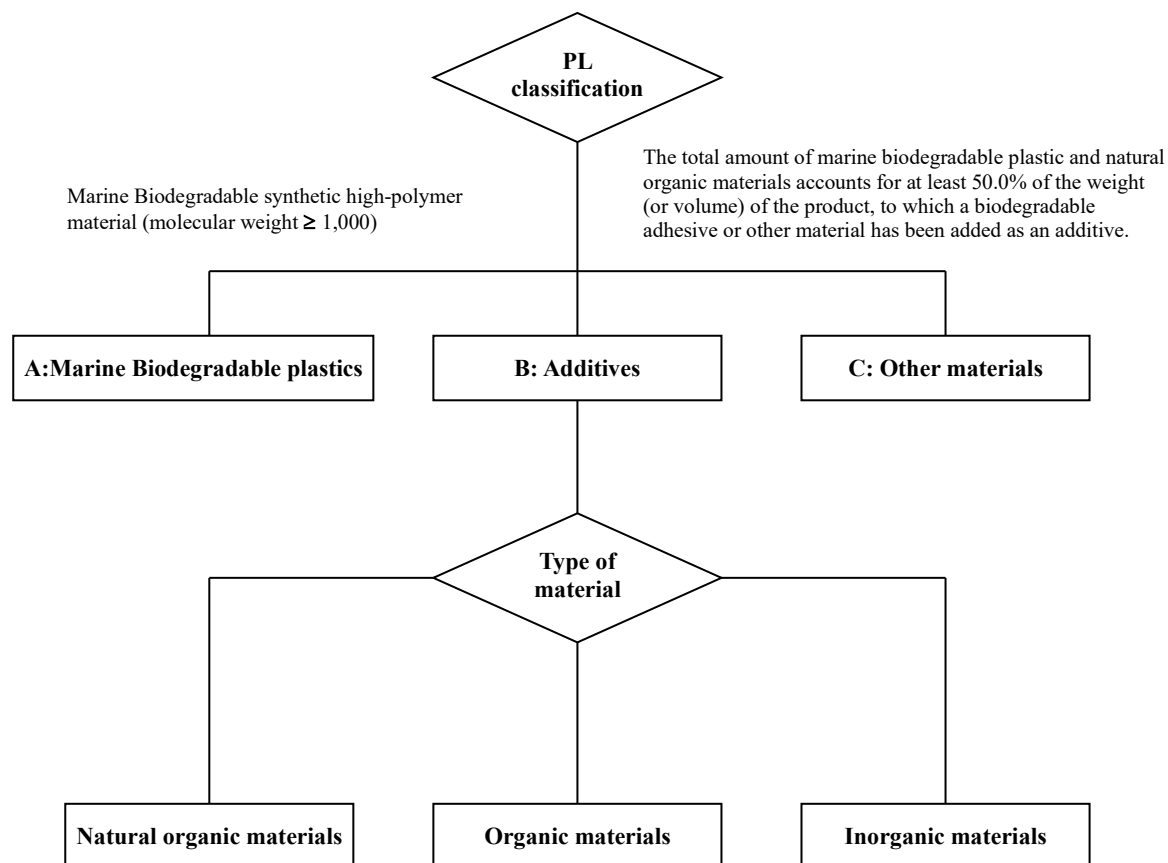 PL
classification
Marine Biodegradable synthetic high-polymer
material (molecular weight ≥ 1,000)
The total amount of marine biodegradable plastic and natural
organic materials accounts for at least 50.0% of the weight
(or volume) of the product, to which a biodegradable
adhesive or other material has been added as an additive.
A:Marine Biodegradable plastics
B: Additives
C: Other materials
Type of
material
Natural organic materials
Organic materials
Inorganic materials